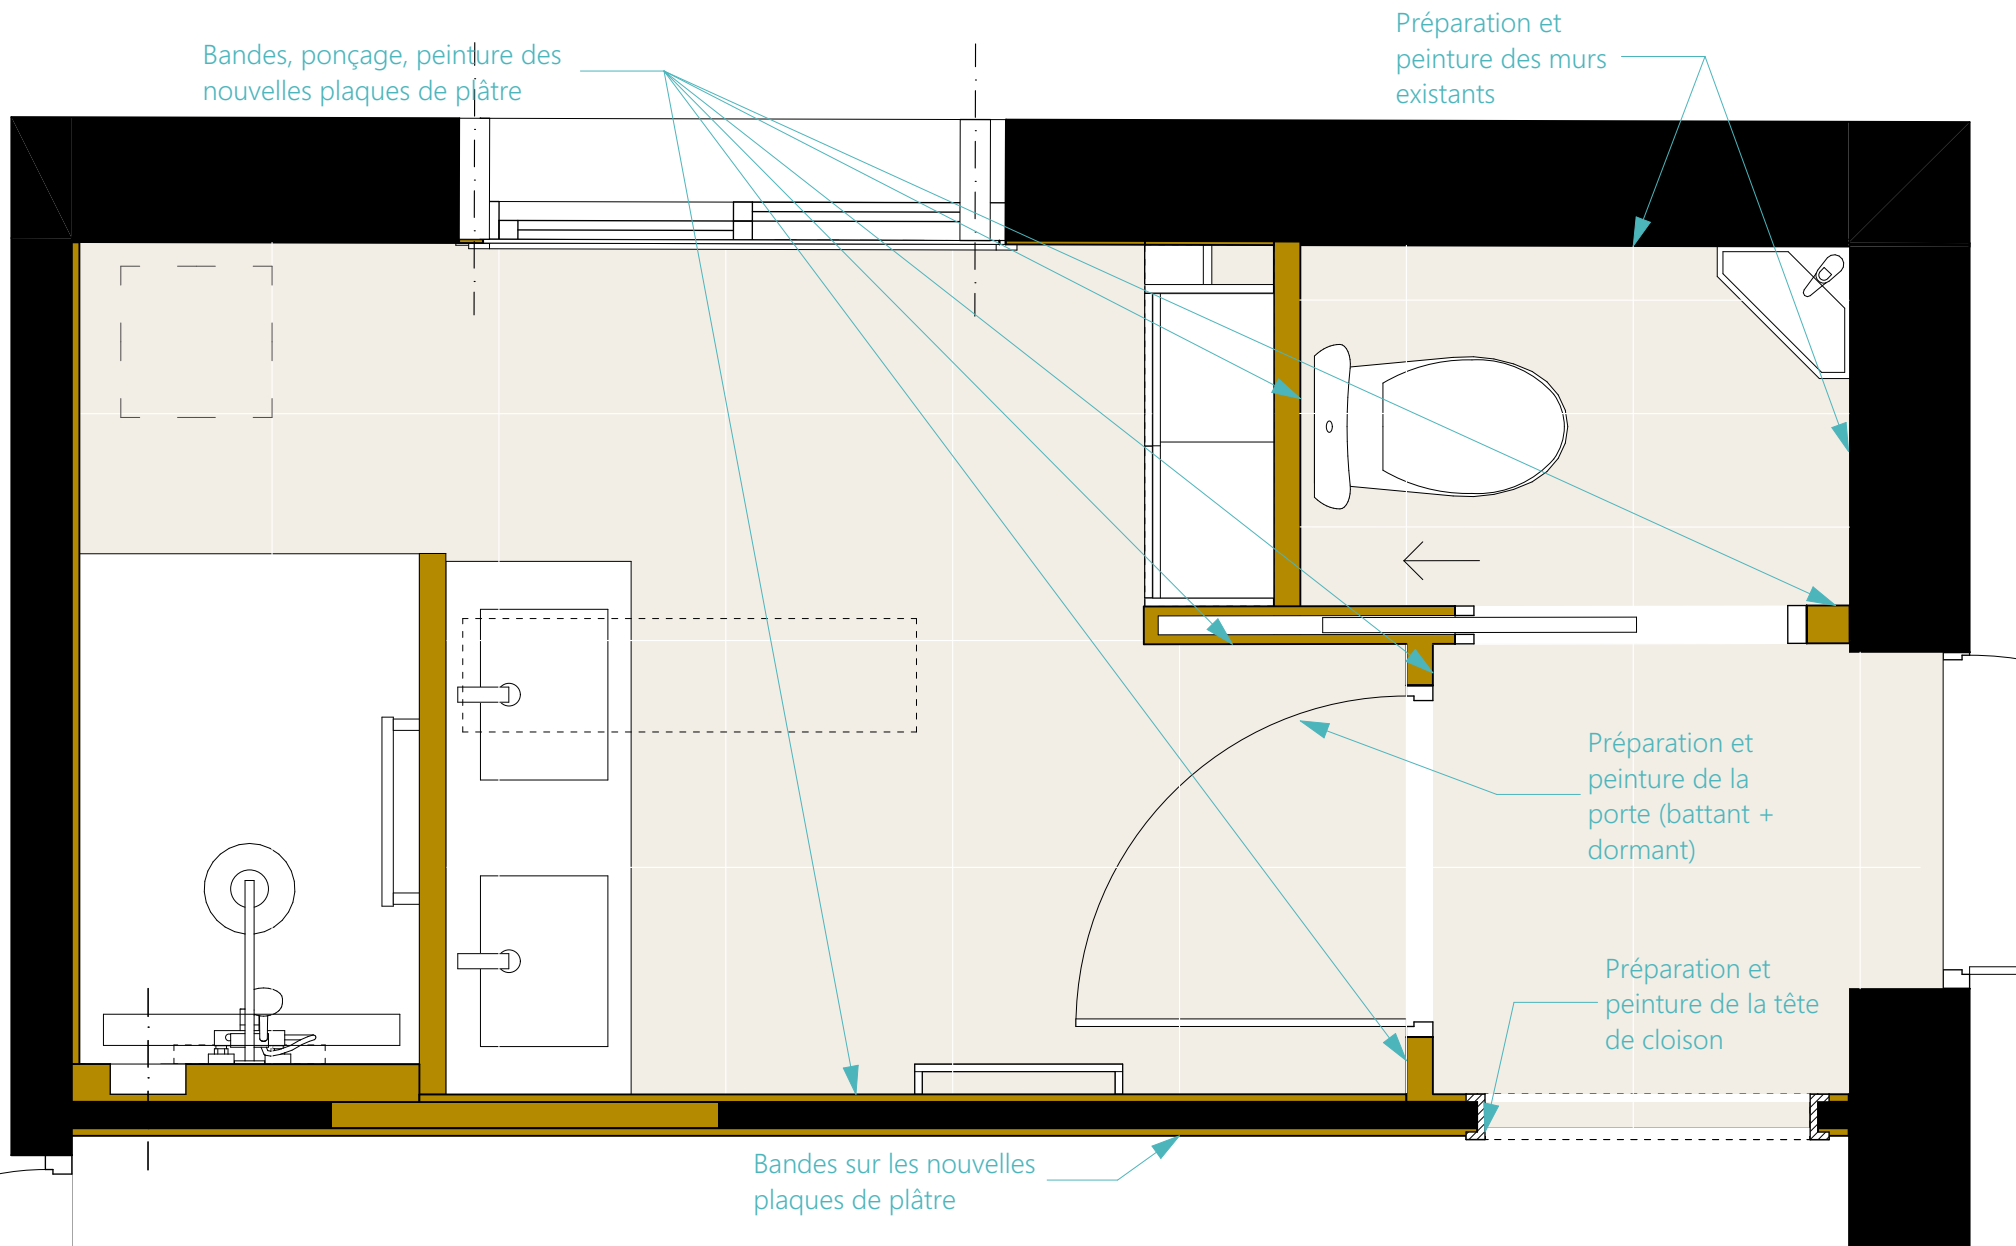 Bandes, ponçage, peinture des
nouvelles plaques de plâtre
Préparation et
peinture des murs
existants
Préparation et
peinture de la
porte (battant +
dormant)
Préparation et
peinture de la tête
de cloison
Bandes sur les nouvelles
plaques de plâtre